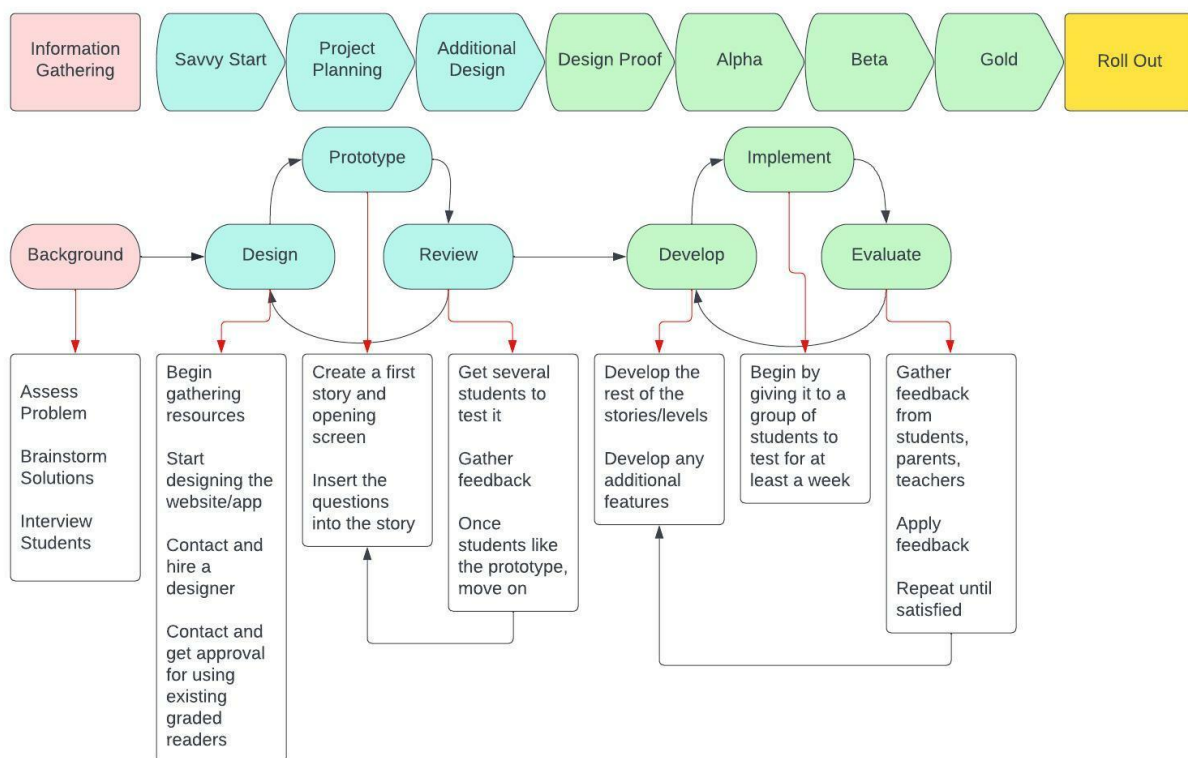 Information
Gathering
Savvy Start
Project
Planning
Additional
Design
Design Proof
Alpha
Beta
Gold
Roll Out
Prototype
Implement
Background
Design
Review
Develop
Evaluate
Assess
Problem
Brainstorm
Solutions
Interview
Students
Begin
gathering
resources
Start
designing the
website/app
Contact and
hire a
designer
Contact and
get approval
for using
existing
graded
readers
Create a first
story and
opening
screen
Insert the
questions
into the story
Get several
students to
test it
Gather
feedback
Once
students like
the prototype,
move on
Develop the
rest of the
stories/levels
Develop any
additional
features
Begin by
giving it to a
group of
students to
test for at
least a week
Gather
feedback
from
students,
parents,
teachers
Apply
feedback
Repeat until
satisfied